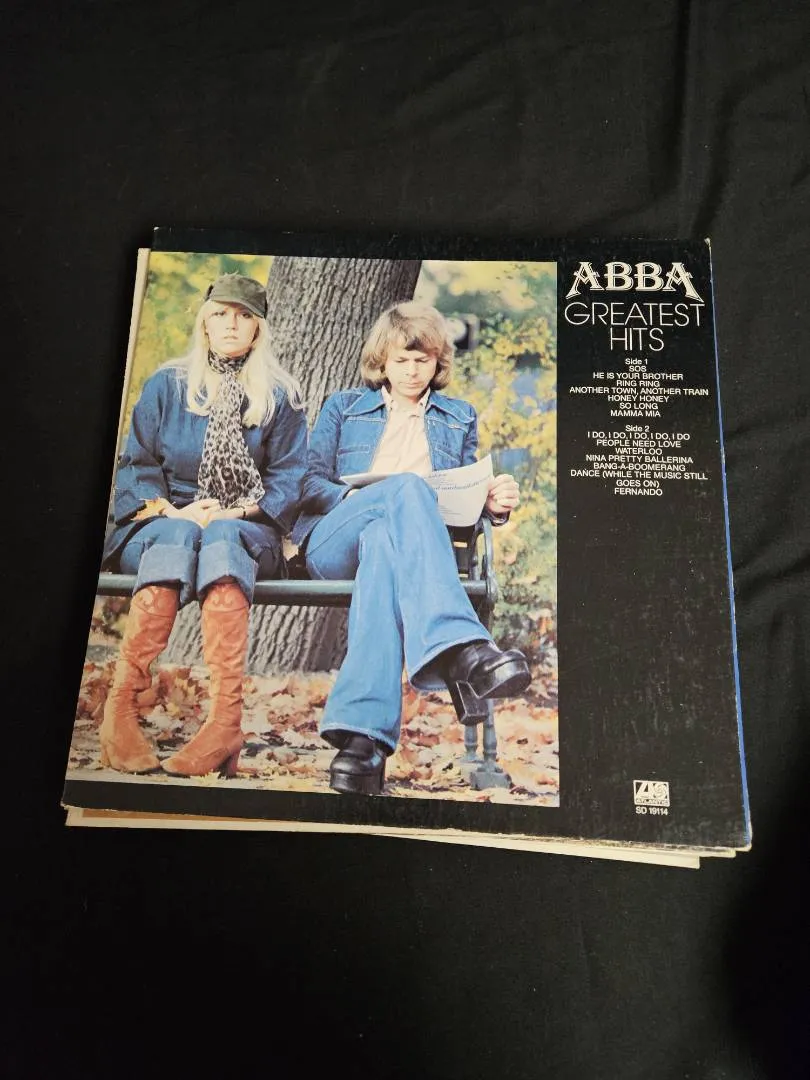 ABBA
GREATEST
HITS
Side 1
SOS
HE IS YOUR BROTHER
RING RING
ANOTHER TOWN, ANOTHER TRAIN
HONEY HONEY
SO LONG
MAMMA MIA
Side 2
I DO, I DO, I DO, I DO, I DO
PEOPLE NEED LOVE
WATERLOO
NINA PRETTY BALLERINA
BANG-A-BOOMERANG
DANCE (WHILE THE MUSIC STILL
GOES ON)
FERNANDO
ATLANTIC
SD 19114